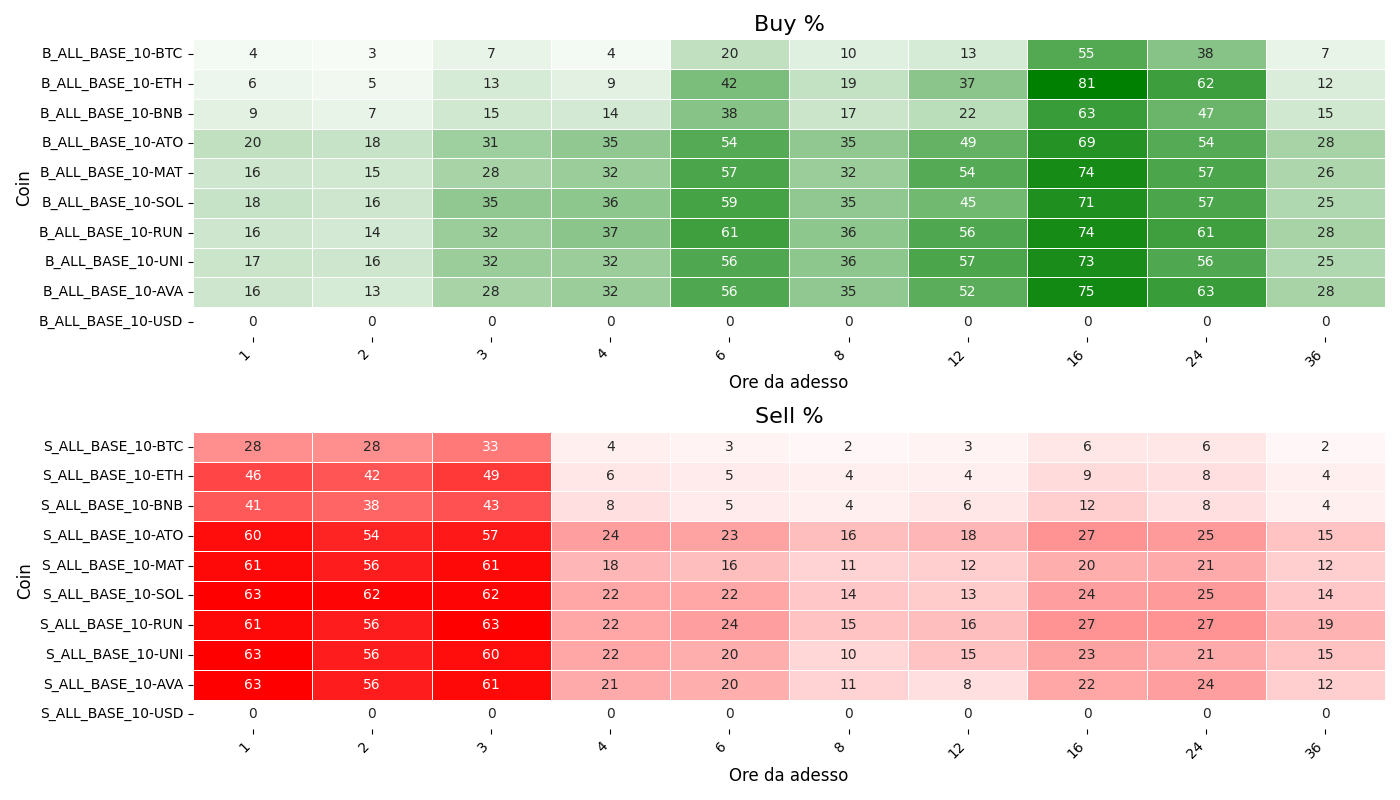 Buy %
Coin
B_ALL_BASE_10-BTC 4 3 7 4 20 10 13 55 38 7
B_ALL_BASE_10-ETH 6 5 13 9 42 19 37 81 62 12
B_ALL_BASE_10-BNB 9 7 15 14 38 17 22 63 47 15
B_ALL_BASE_10-ATO 20 18 31 35 54 35 49 69 54 28
B_ALL_BASE_10-MAT 16 15 28 32 57 32 54 74 57 26
B_ALL_BASE_10-SOL 18 16 35 36 59 35 45 71 57 25
B_ALL_BASE_10-RUN 16 14 32 37 61 36 56 74 61 28
B_ALL_BASE_10-UNI 17 16 32 32 56 36 57 73 56 25
B_ALL_BASE_10-AVA 16 13 28 32 56 35 52 75 63 28
B_ALL_BASE_10-USD 0 0 0 0 0 0 0 0 0 0
1 2 3 4 6 8 12 16 24 36
Ore da adesso
Sell %
Coin
S_ALL_BASE_10-BTC 28 28 33 4 3 2 3 6 6 2
S_ALL_BASE_10-ETH 46 42 49 6 5 4 4 9 8 4
S_ALL_BASE_10-BNB 41 38 43 8 5 4 6 12 8 4
S_ALL_BASE_10-ATO 60 54 57 24 23 16 18 27 25 15
S_ALL_BASE_10-MAT 61 56 61 18 16 11 12 20 21 12
S_ALL_BASE_10-SOL 63 62 62 22 22 14 13 24 25 14
S_ALL_BASE_10-RUN 61 56 63 22 24 15 16 27 27 19
S_ALL_BASE_10-UNI 63 56 60 22 20 10 15 23 21 15
S_ALL_BASE_10-AVA 63 56 61 21 20 11 8 22 24 12
S_ALL_BASE_10-USD 0 0 0 0 0 0 0 0 0 0
1 2 3 4 6 8 12 16 24 36
Ore da adesso